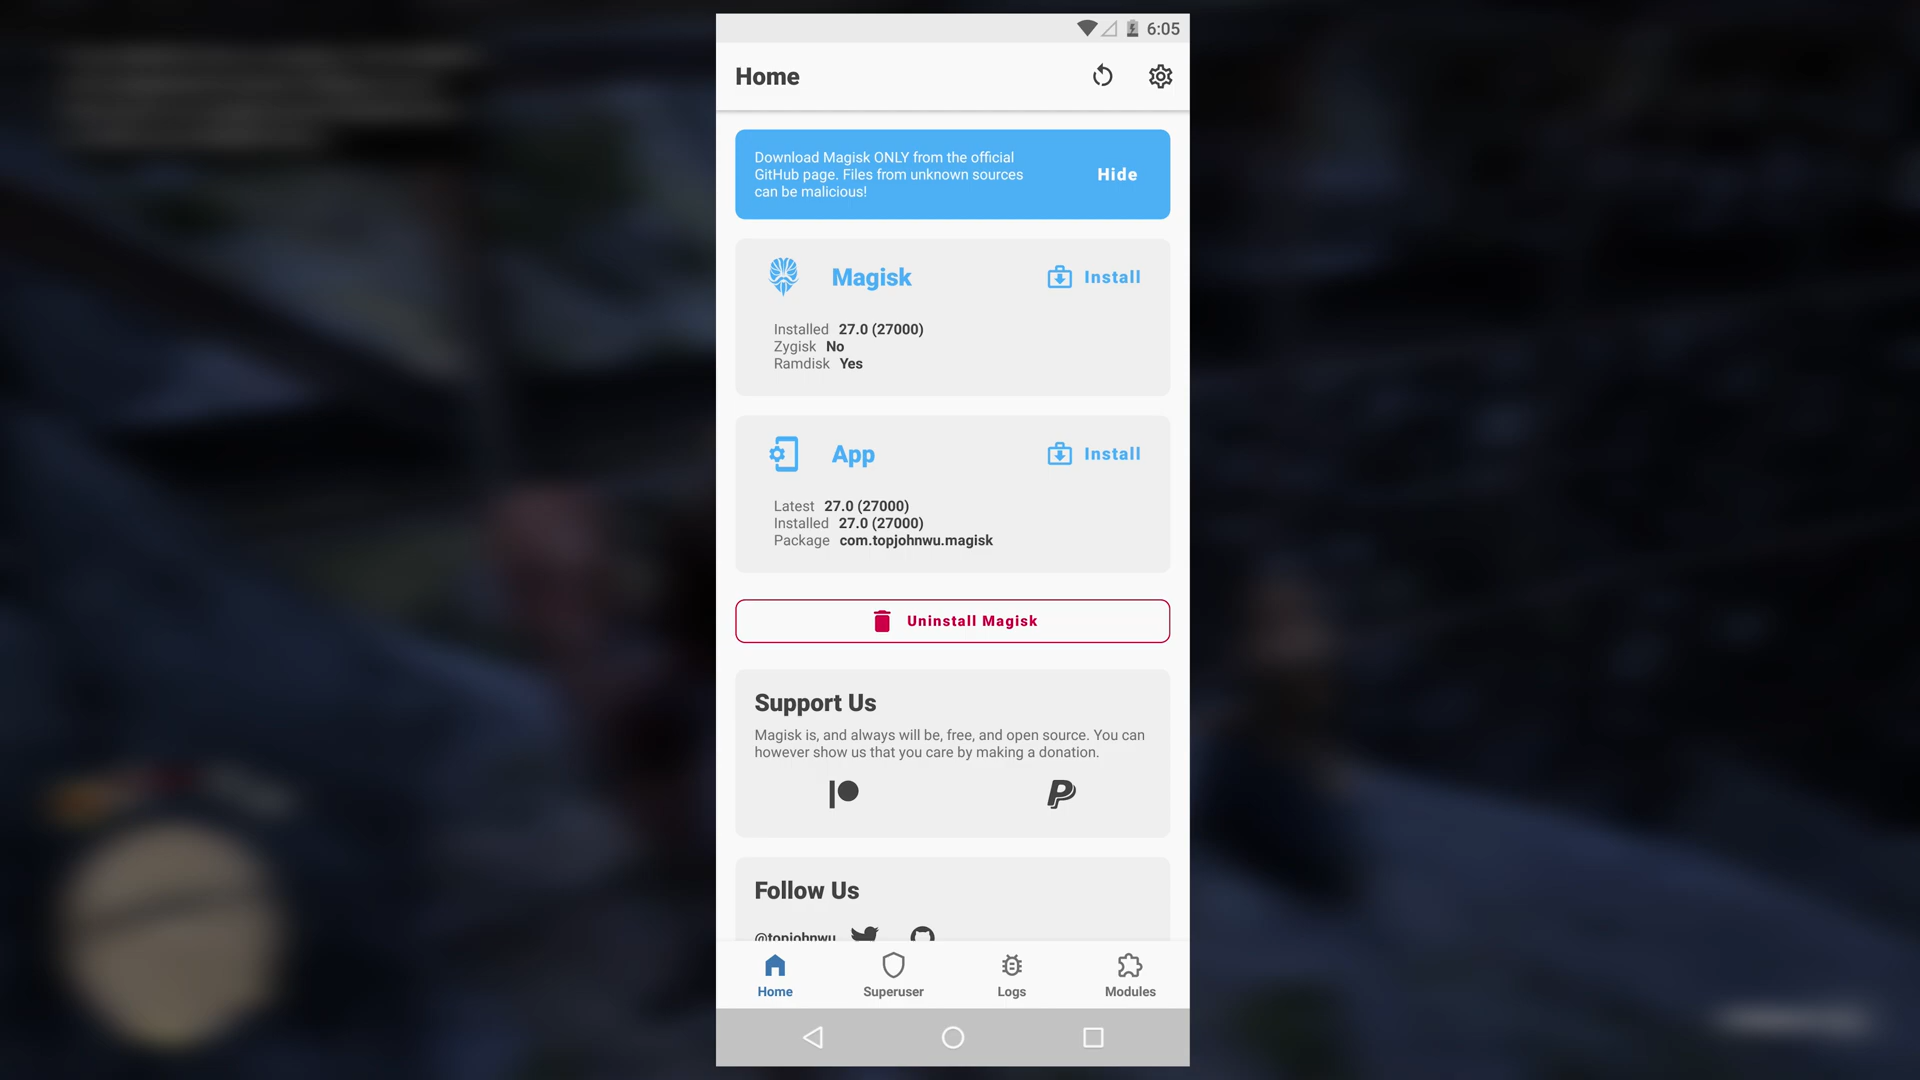 6:05
Home
Download Magisk ONLY from the official
GitHub page. Files from unknown sources
can be malicious!
Hide
Magisk
Install
Installed 27.0 (27000)
Zygisk No
Ramdisk Yes
App
Install
Latest 27.0 (27000)
Installed 27.0 (27000)
Package com.topjohnwu.magisk
Uninstall Magisk
Support Us
Magisk is, and always will be, free, and open source. You can
however show us that you care by making a donation.
Follow Us
@topjohnwu
Home
Superuser
Logs
Modules